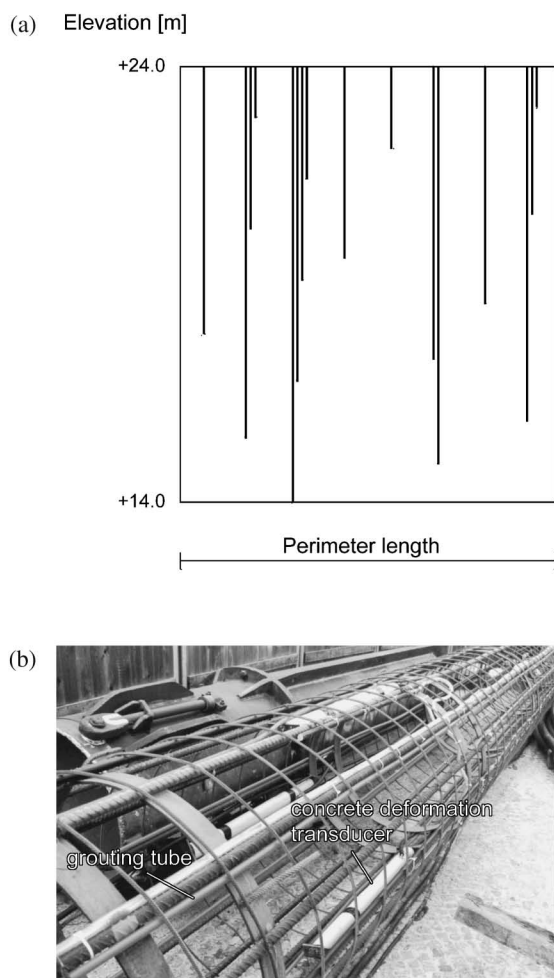 (a) Elevation [m]
+24.0
+14.0
Perimeter length
(b)
concrete deformation
transducer
grouting tube